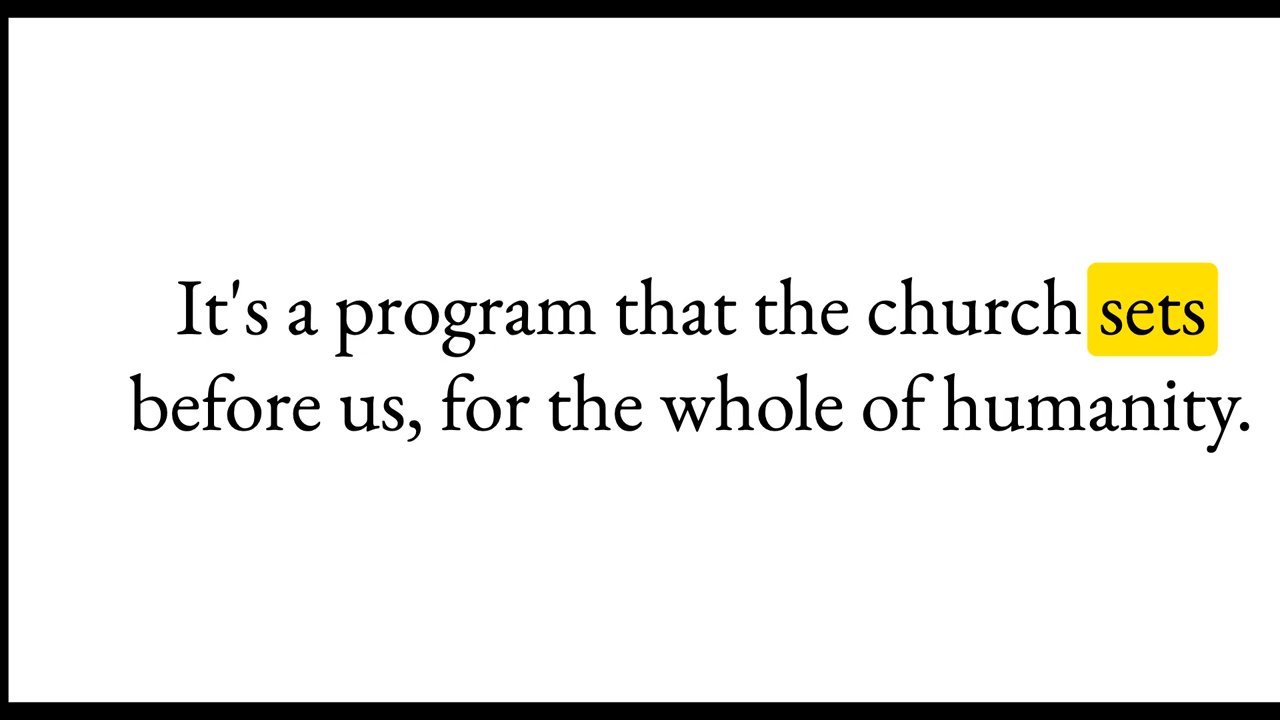 It's a program that the church sets
before us, for the whole of humanity.